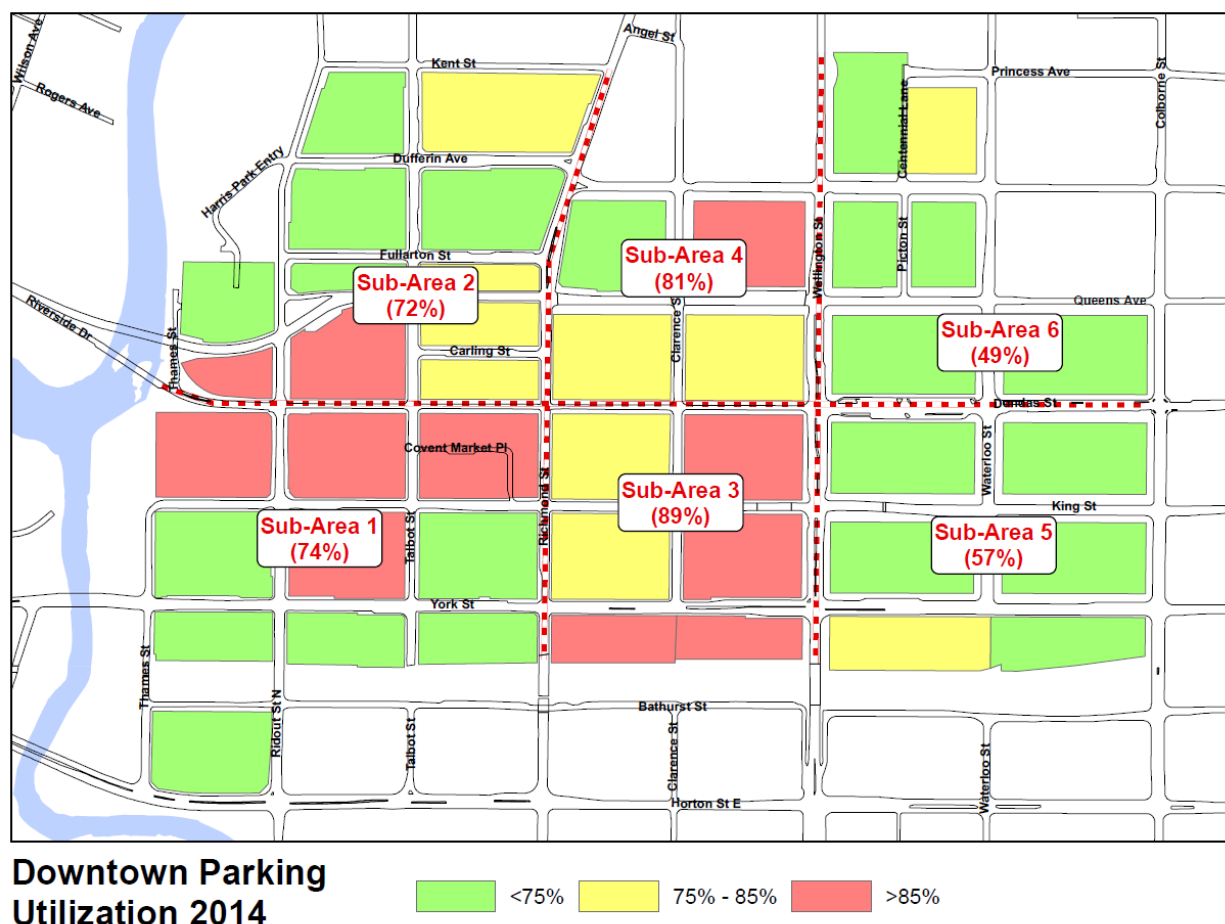 Angel St
Wilson Ave
Kent St
Princess Ave
Colborne St
Rogers Ave
Centennial Lane
Dufferin Ave
Harris Park Entry
Wellington St
Picton St
Fullarton St
Sub-Area 4
(81%)
Sub-Area 2
(72%)
Queens Ave
Clarence S
Riverside Dr
Sub-Area 6
(49%)
Thames St
Carling St
Dundas St
Covent Market Pl
Waterloo St
Richmond St
Sub-Area 3
(89%)
King St
Sub-Area 1
(74%)
Talbot St
Sub-Area 5
(57%)
York St
Thames St
Ridout St N
Bathurst St
Talbot St
Clarence St
Waterloo St
Horton St E
Downtown Parking
Utilization 2014
<75%
75% - 85%
>85%